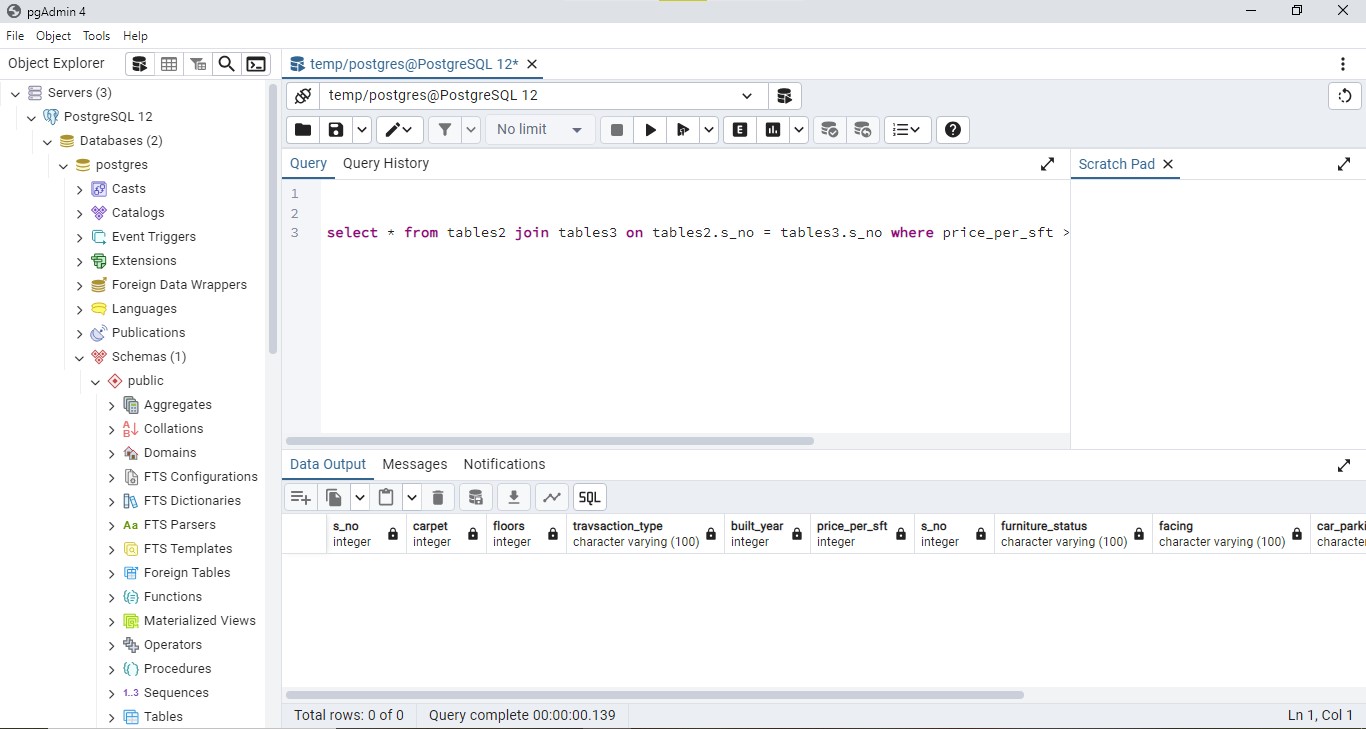 pgAdmin 4
File Object Tools Help
Object Explorer
temp/postgres@PostgreSQL 12*
Servers (3)
PostgreSQL 12
Databases (2)
postgres
Casts
Catalogs
Event Triggers
Extensions
Foreign Data Wrappers
Languages
Publications
Schemas (1)
public
Aggregates
Collations
Domains
FTS Configurations
FTS Dictionaries
Aa FTS Parsers
FTS Templates
Foreign Tables
Functions
Materialized Views
Operators
Procedures
1..3 Sequences
Tables
temp/postgres@PostgreSQL 12
No limit
E
Query Query History
Scratch Pad
1
2
3 select * from tables2 join tables3 on tables2.s_no = tables3.s_no where price_per_sft >
Data Output Messages Notifications
SQL
s_no carpet floors travsaction_type built_year price_per_sft s_no furniture_status facing car_parki
integer integer integer character varying (100) integer integer integer character varying (100) character varying (100) characte
Total rows: 0 of 0 Query complete 00:00:00.139 Ln 1, Col 1